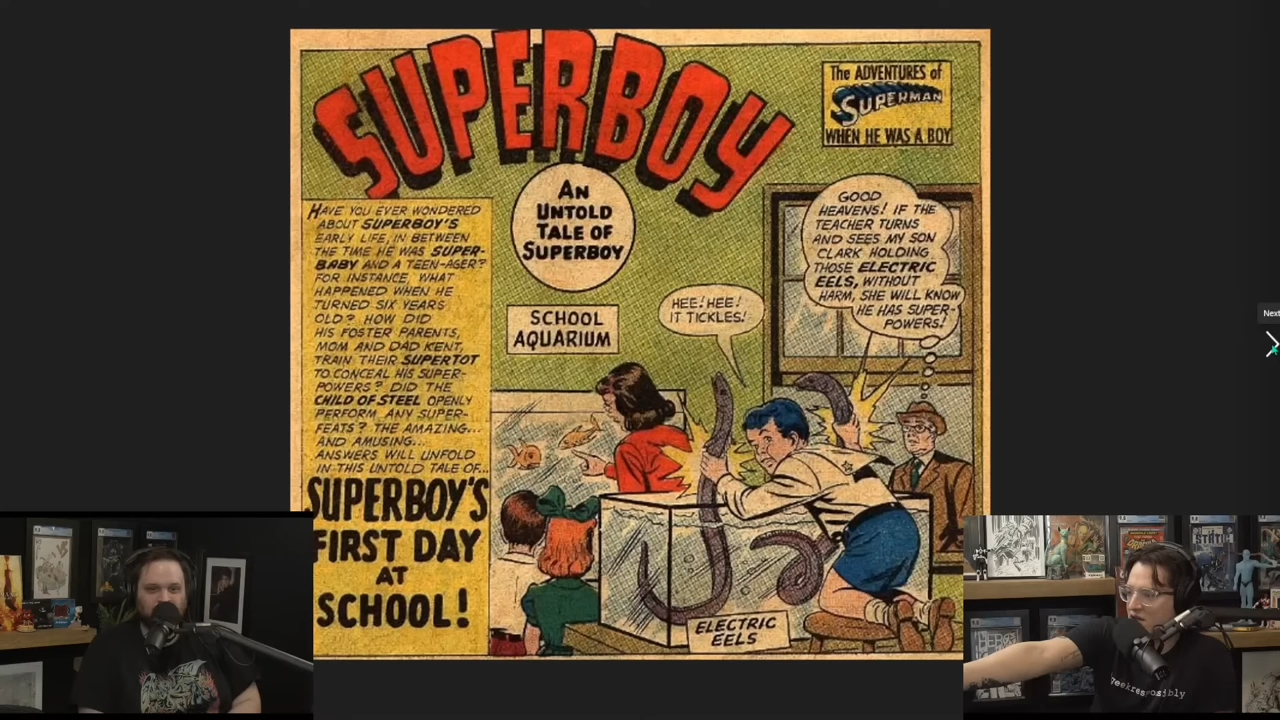 SUPERBOY
The ADVENTURES of
SUPERMAN
WHEN HE WAS A BOY
AN
UNTOLD
TALE OF
SUPERBOY
HAVE YOU EVER WONDERED
ABOUT SUPERBOY'S
EARLY LIFE, IN BETWEEN
THE TIME HE WAS SUPER-
BABY AND A TEEN-AGER?
FOR INSTANCE, WHAT
HAPPENED WHEN HE
TURNED SIX YEARS
OLD? HOW DID
HIS FOSTER PARENTS,
MOM AND DAD KENT,
TRAIN THEIR SUPERTOT
TO CONCEAL HIS SUPER-
POWERS? DID THE
CHILD OF STEEL OPENLY
PERFORM ANY SUPER-
FEATS? THE AMAZING...
AND AMUSING...
ANSWERS WILL UNFOLD
IN THIS UNTOLD TALE OF...
SUPERBOY'S
FIRST DAY
AT
SCHOOL!
SCHOOL
AQUARIUM
HEE! HEE!
IT TICKLES!
GOOD
HEAVENS! IF THE
TEACHER TURNS
AND SEES MY SON
CLARK HOLDING
THOSE ELECTRIC
EELS, WITHOUT
HARM, SHE WILL KNOW
HE HAS SUPER-
POWERS!
ELECTRIC
EELS
Next
STATIC